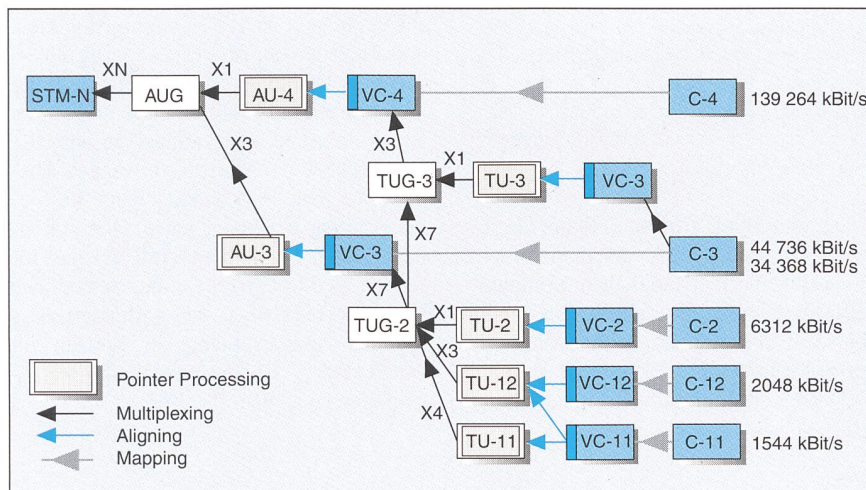 XN
X1
STM-N
AUG
AU-4
VC-4
C-4
139 264 kBit/s
X3
X3
X1
TUG-3
TU-3
VC-3
X7
AU-3
VC-3
C-3
44 736 kBit/s
34 368 kBit/s
X7
X1
TUG-2
TU-2
VC-2
C-2
6312 kBit/s
X3
Pointer Processing
TU-12
VC-12
C-12
2048 kBit/s
Multiplexing
X4
Aligning
TU-11
VC-11
C-11
1544 kBit/s
Mapping